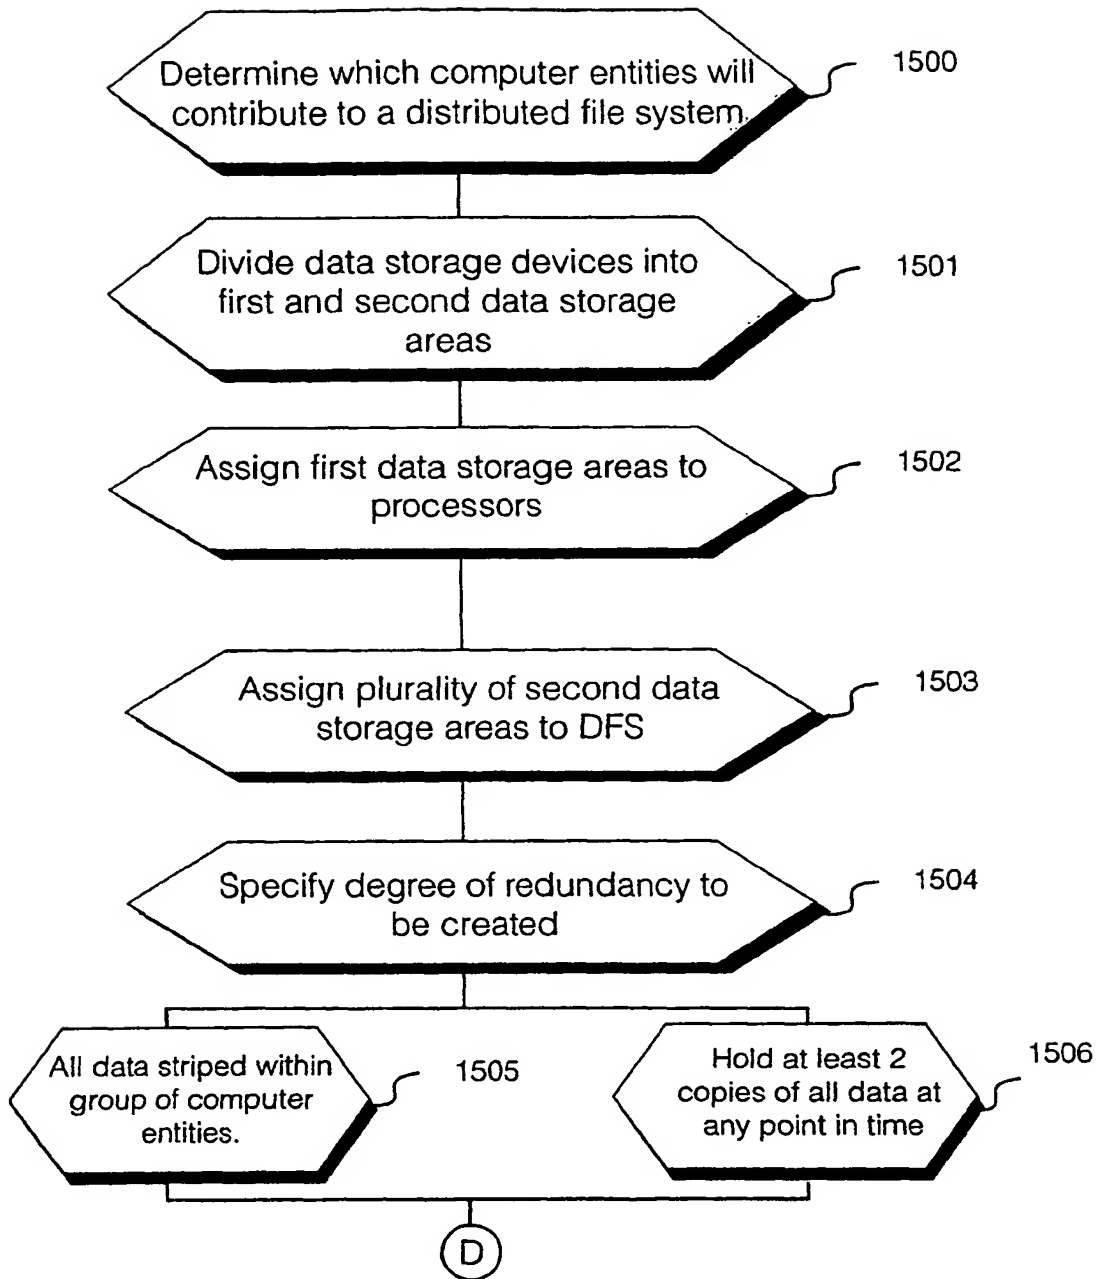 Determine which computer entities will
contribute to a distributed file system.
1500
Divide data storage devices into
first and second data storage
areas
1501
Assign first data storage areas to
processors
1502
Assign plurality of second data
storage areas to DFS
1503
Specify degree of redundancy to
be created
1504
All data striped within
group of computer
entities.
1505
Hold at least 2
copies of all data at
any point in time
1506
D